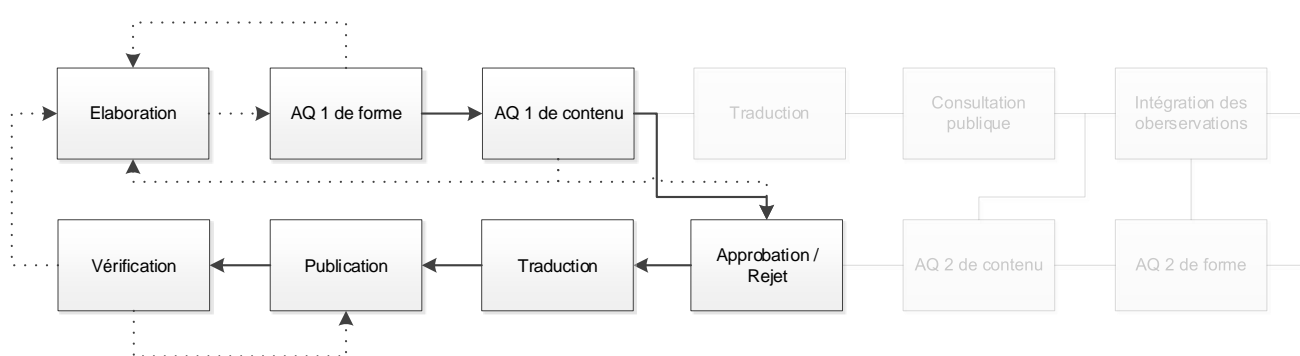 Elaboration
AQ 1 de forme
AQ 1 de contenu
Traduction
Consultation
publique
Intégration des
oberservations
Vérification
Publication
Traduction
Approbation /
Rejet
AQ 2 de contenu
AQ 2 de forme